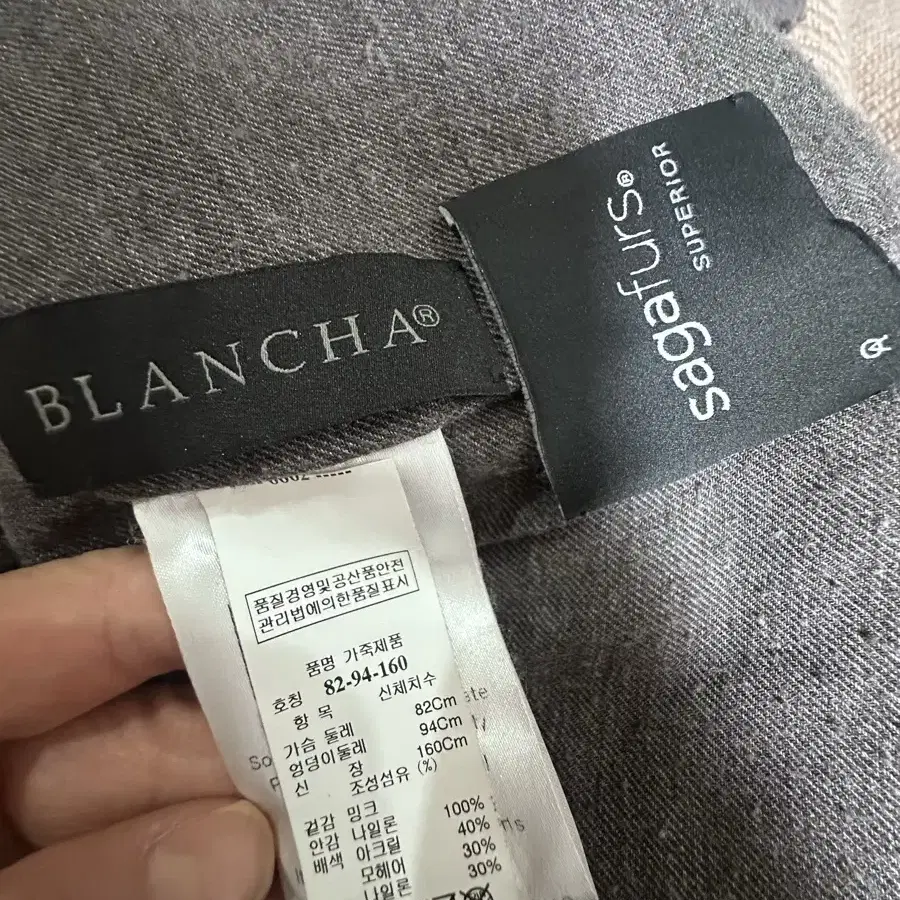 BLANCHA®
sagafurs®
SUPERIOR
품질경영및공산품안전
관리법에의한품질표시
품명 가죽제품
호칭 82-94-160
항 목 신체치수
가슴 둘레 82Cm
엉덩이둘레 94Cm
신 장 160Cm
조성섬유 (%)
겉감 밍크 100%
안감 나일론 40%
배색 아크릴 30%
모헤어 30%
나일론